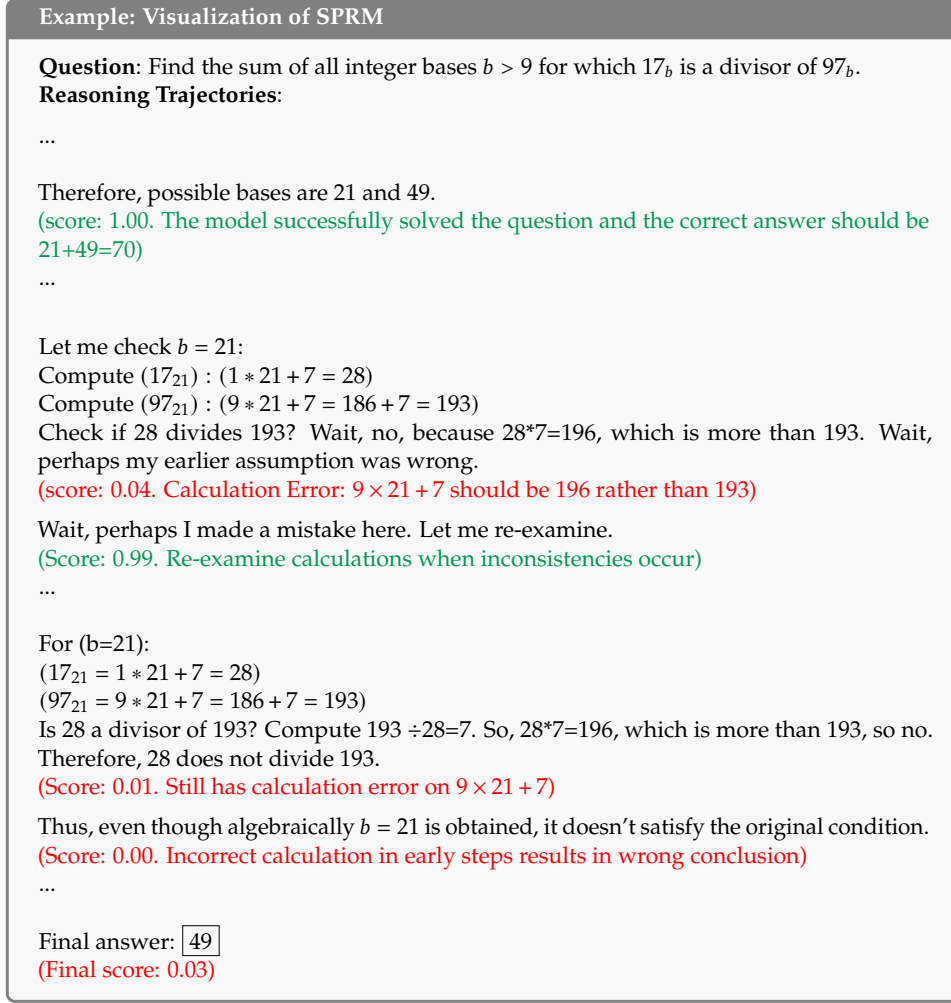 Example: Visualization of SPRM
Question: Find the sum of all integer bases b > 9 for which 17_b is a divisor of 97_b.
Reasoning Trajectories:
...
Therefore, possible bases are 21 and 49.
(score: 1.00. The model successfully solved the question and the correct answer should be
21+49=70)
...
Let me check b = 21:
Compute (17_21) : (1 * 21 + 7 = 28)
Compute (97_21) : (9 * 21 + 7 = 186 + 7 = 193)
Check if 28 divides 193? Wait, no, because 28*7=196, which is more than 193. Wait,
perhaps my earlier assumption was wrong.
(score: 0.04. Calculation Error: 9 × 21 + 7 should be 196 rather than 193)
Wait, perhaps I made a mistake here. Let me re-examine.
(Score: 0.99. Re-examine calculations when inconsistencies occur)
...
For (b=21):
(17_21 = 1 * 21 + 7 = 28)
(97_21 = 9 * 21 + 7 = 186 + 7 = 193)
Is 28 a divisor of 193? Compute 193 ÷28=7. So, 28*7=196, which is more than 193, so no.
Therefore, 28 does not divide 193.
(Score: 0.01. Still has calculation error on 9 × 21 + 7)
Thus, even though algebraically b = 21 is obtained, it doesn't satisfy the original condition.
(Score: 0.00. Incorrect calculation in early steps results in wrong conclusion)
...
Final answer: 49
(Final score: 0.03)